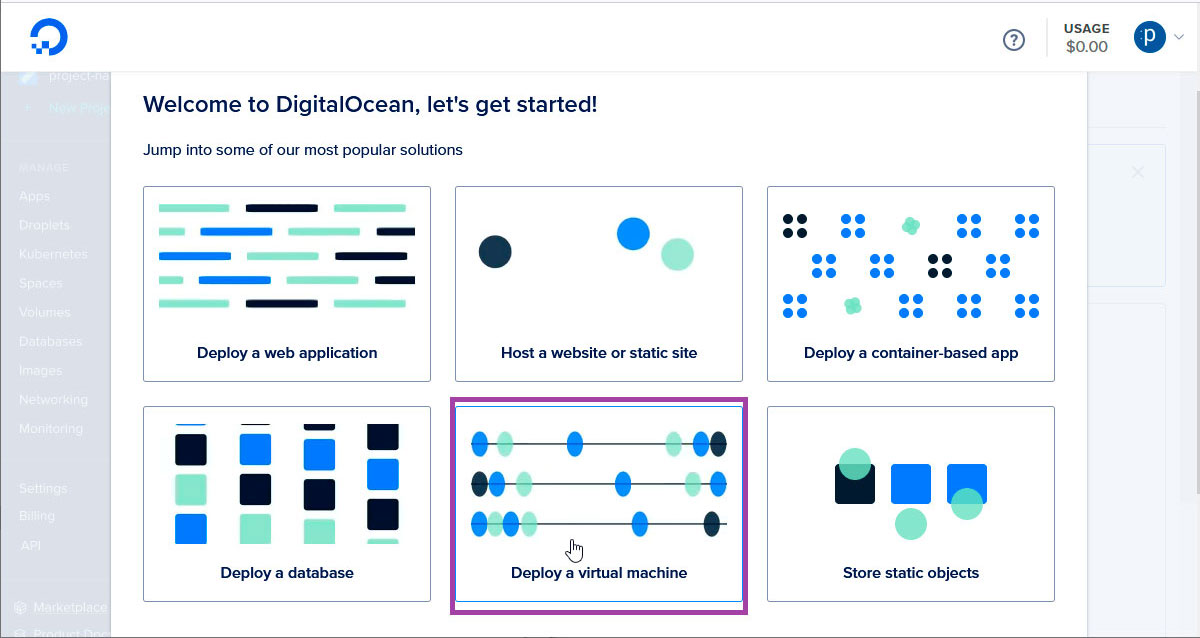 ?
USAGE
$0.00
p
project-na
+ New Proje
MANAGE
Apps
Droplets
Kubernetes
Spaces
Volumes
Databases
Images
Networking
Monitoring
Settings
Billing
API
Marketplace
Product Doc
Welcome to DigitalOcean, let's get started!
Jump into some of our most popular solutions
Deploy a web application
Host a website or static site
Deploy a container-based app
Deploy a database
Deploy a virtual machine
Store static objects